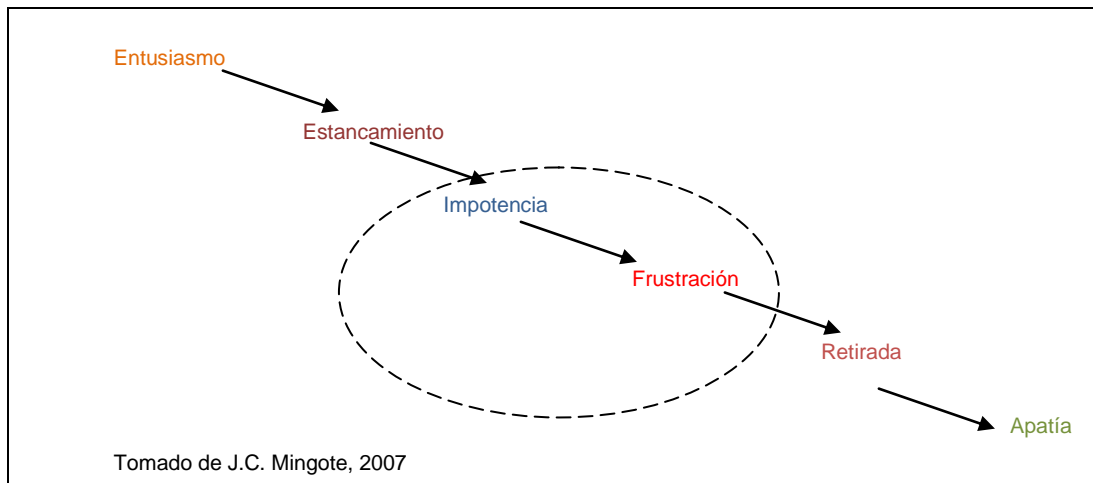 Entusiasmo
Estancamiento
Impotencia
Frustración
Retirada
Apatía
Tomado de J.C. Mingote, 2007